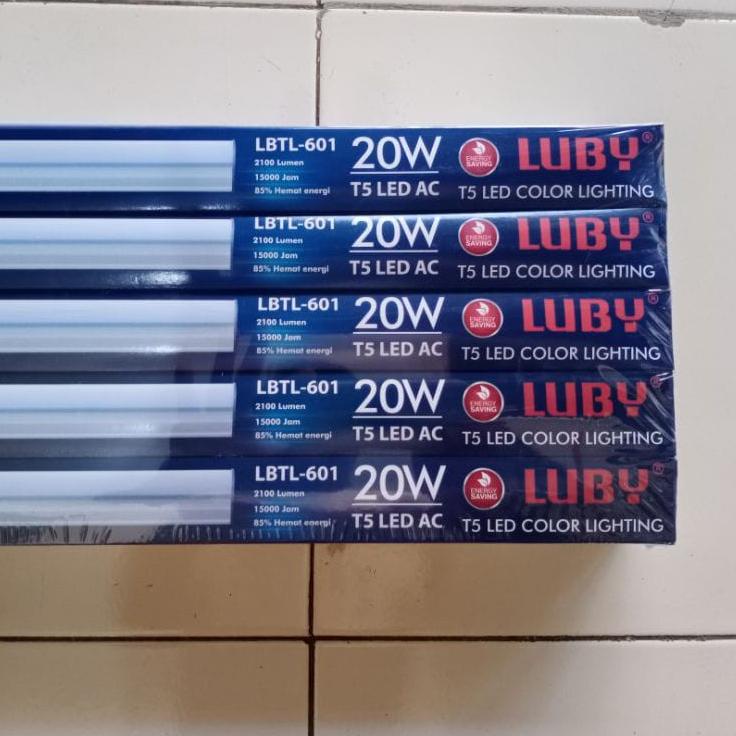 LBTL-601
2100 Lumen
15000 Jam
85% Hemat energi
20W
T5 LED AC
ENERGY
SAVING
LUBY®
T5 LED COLOR LIGHTING
LBTL-601
2100 Lumen
15000 Jam
85% Hemat energi
20W
T5 LED AC
ENERGY
SAVING
LUBY®
T5 LED COLOR LIGHTING
LBTL-601
2100 Lumen
15000 Jam
85% Hemat energi
20W
T5 LED AC
ENERGY
SAVING
LUBY®
T5 LED COLOR LIGHTING
LBTL-601
2100 Lumen
15000 Jam
85% Hemat energi
20W
T5 LED AC
ENERGY
SAVING
LUBY®
T5 LED COLOR LIGHTING
LBTL-601
2100 Lumen
15000 Jam
85% Hemat energi
20W
T5 LED AC
ENERGY
SAVING
LUBY®
T5 LED COLOR LIGHTING